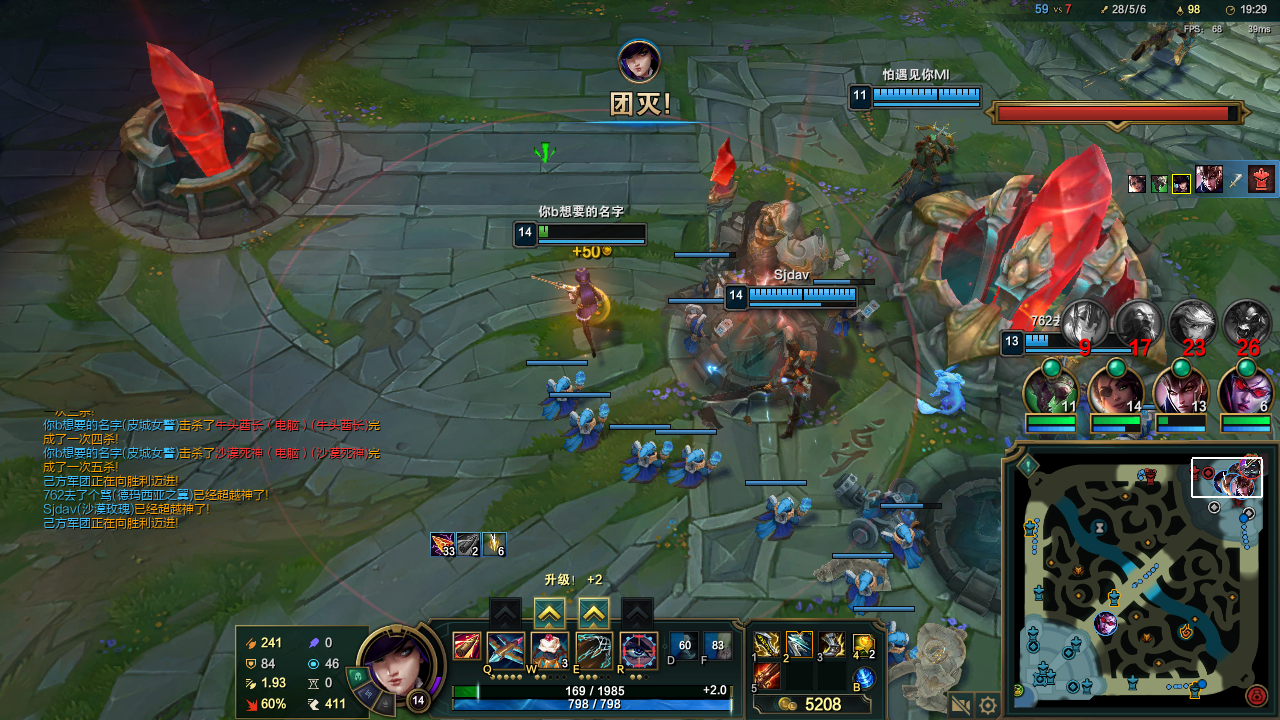 59 vs 7 28/5/6 98 19:29
FPS: 68 39ms
团灭!
怕遇见你MI
11
你b想要的名字
14
+50
Sjdav
14
762去
13
9 17 23 26
11 14 13 6
一次三杀!
你b想要的名字(皮城女警)击杀了牛头酋长（电脑）(牛头酋长)完
成了一次四杀!
你b想要的名字(皮城女警)击杀了沙漠死神（电脑）(沙漠死神)完
成了一次五杀!
己方军团正在向胜利迈进!
762去了个寞(德玛西亚之翼)已经超越神了!
Sjdav(沙漠玫瑰)已经超越神了!
己方军团正在向胜利迈进!
33 2 6
升级! +2
241 0
84 46
1.93 0
60% 411
14
Q W 3 E R D 60 F 83
169 / 1985 +2.0
798 / 798
1 2 3 4 2
5 B
5208